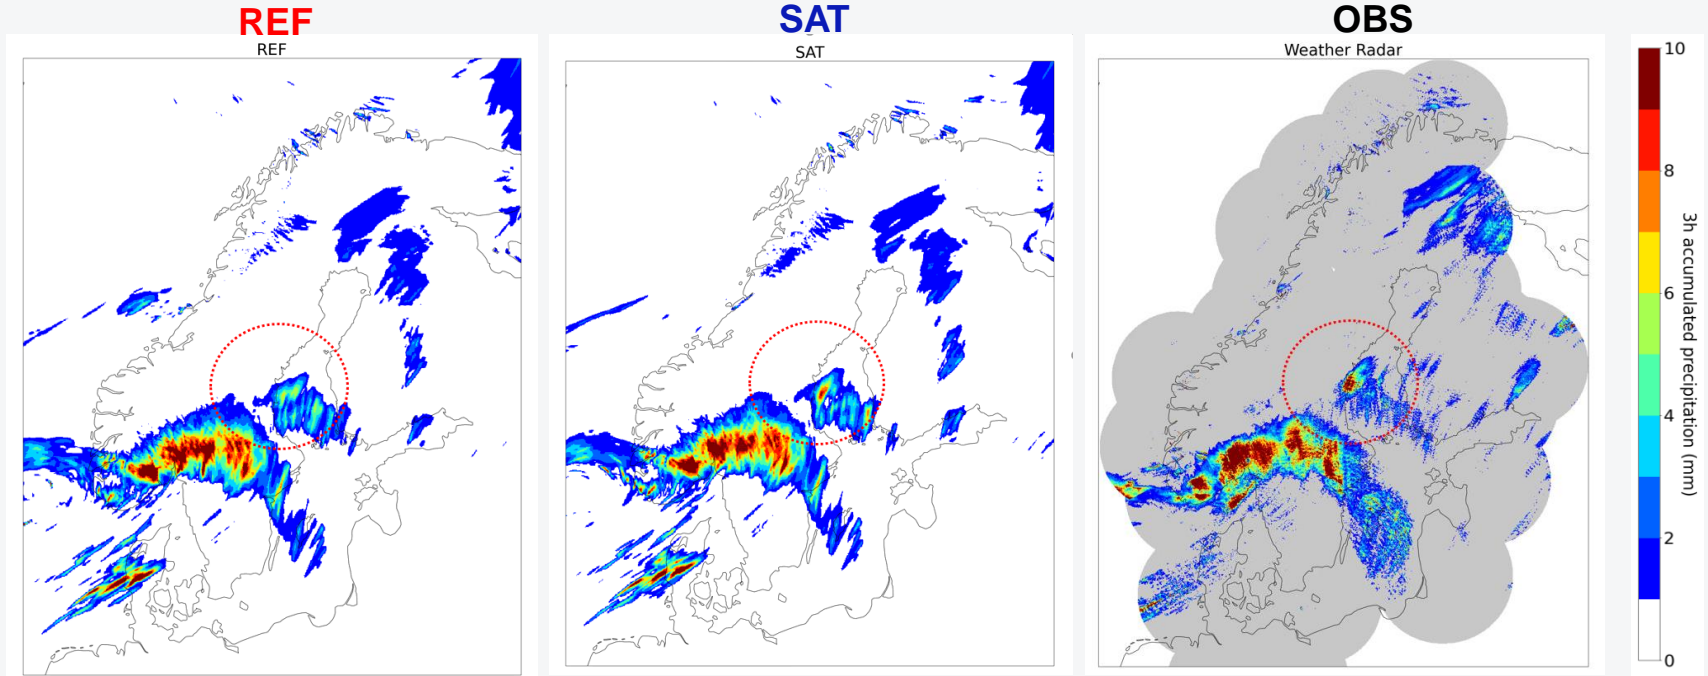 REF
SAT
OBS
REF
SAT
Weather Radar
10
8
6
4
2
0
3h accumulated precipitation (mm)